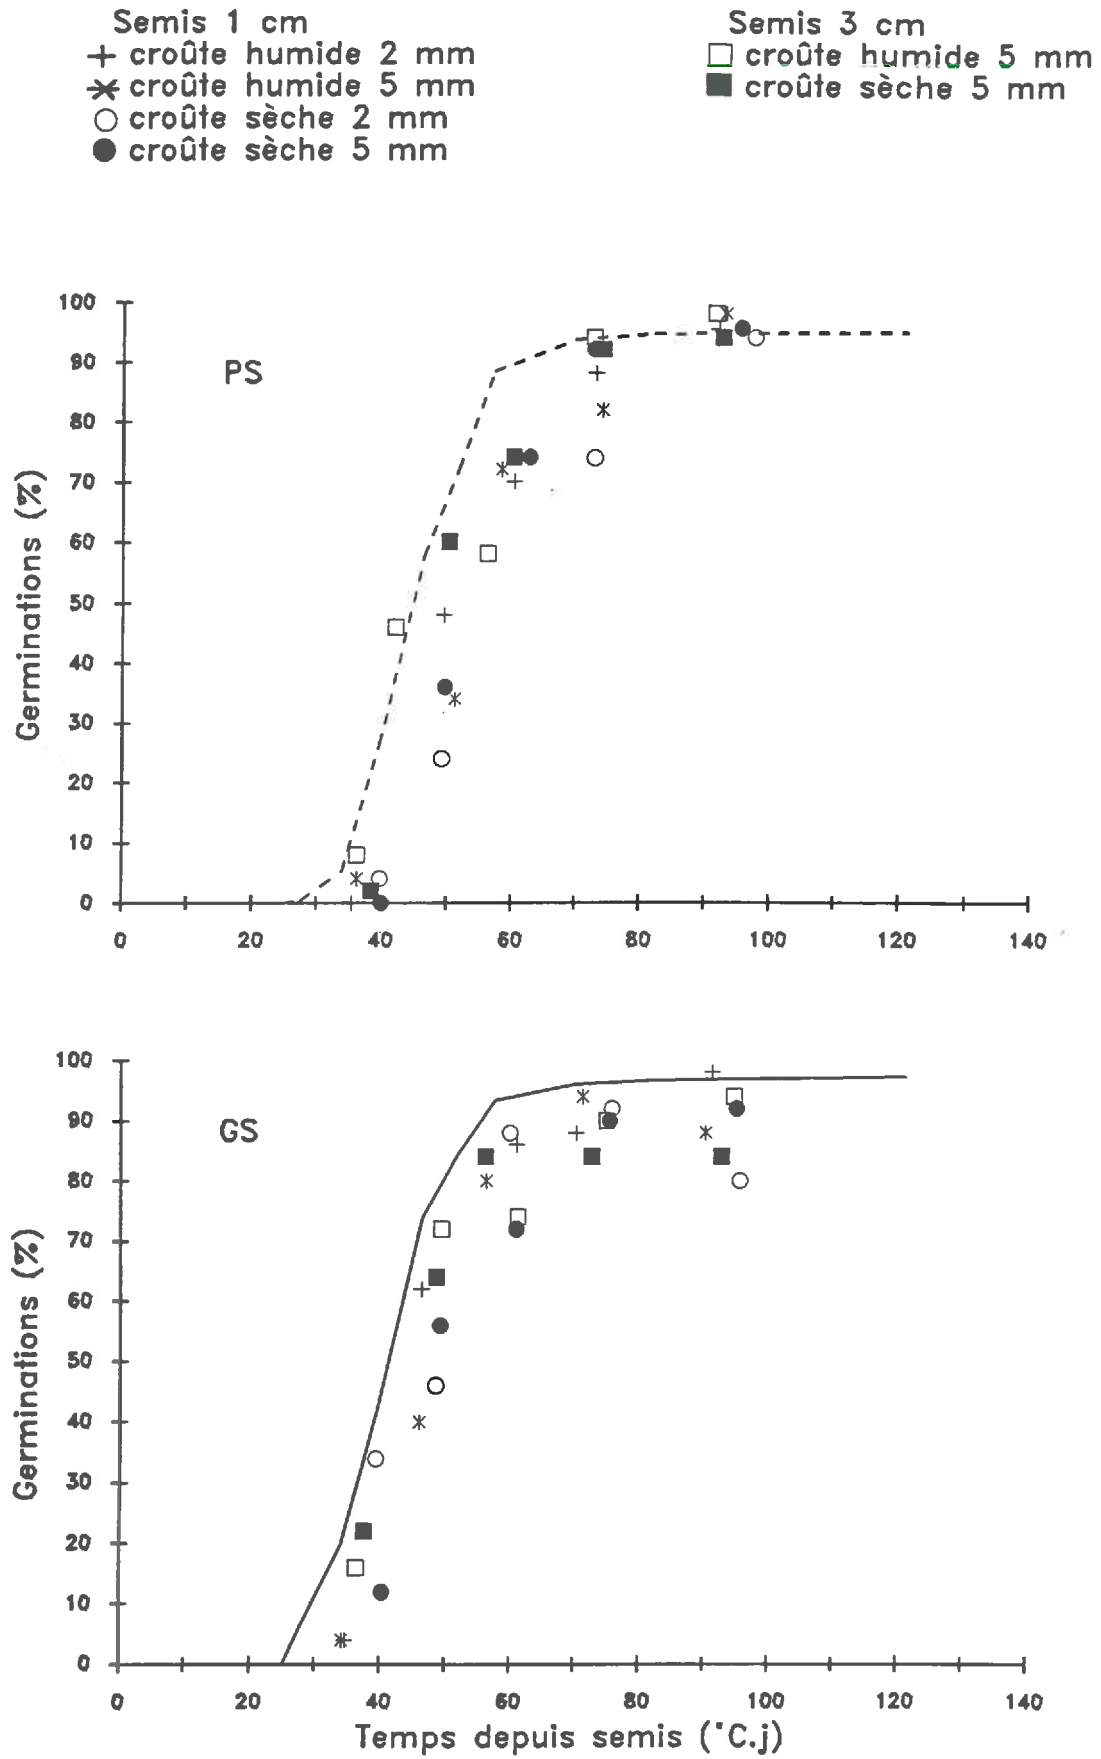 Semis 1 cm
+ croûte humide 2 mm
✳ croûte humide 5 mm
○ croûte sèche 2 mm
● croûte sèche 5 mm
Semis 3 cm
□ croûte humide 5 mm
■ croûte sèche 5 mm
PS
Germinations (%)
100
90
80
70
60
50
40
30
20
10
0
0 20 40 60 80 100 120 140
GS
Germinations (%)
100
90
80
70
60
50
40
30
20
10
0
0 20 40 60 80 100 120 140
Temps depuis semis (°C.j)